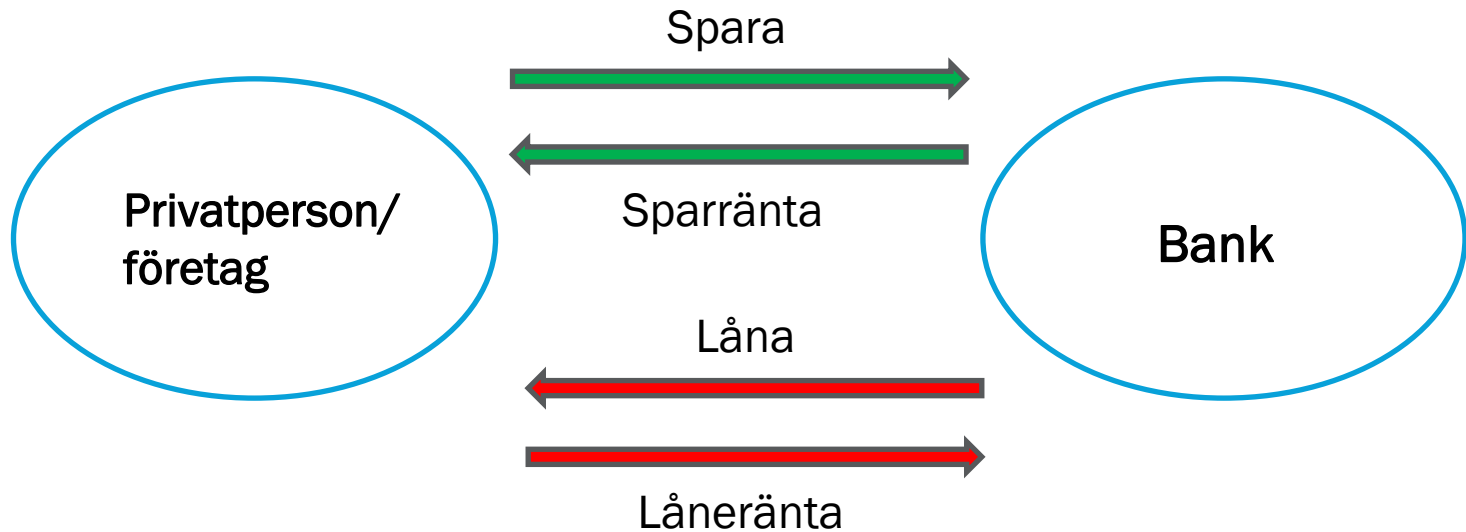 Spara
Sparränta
Privatperson/
företag
Bank
Låna
Låneränta